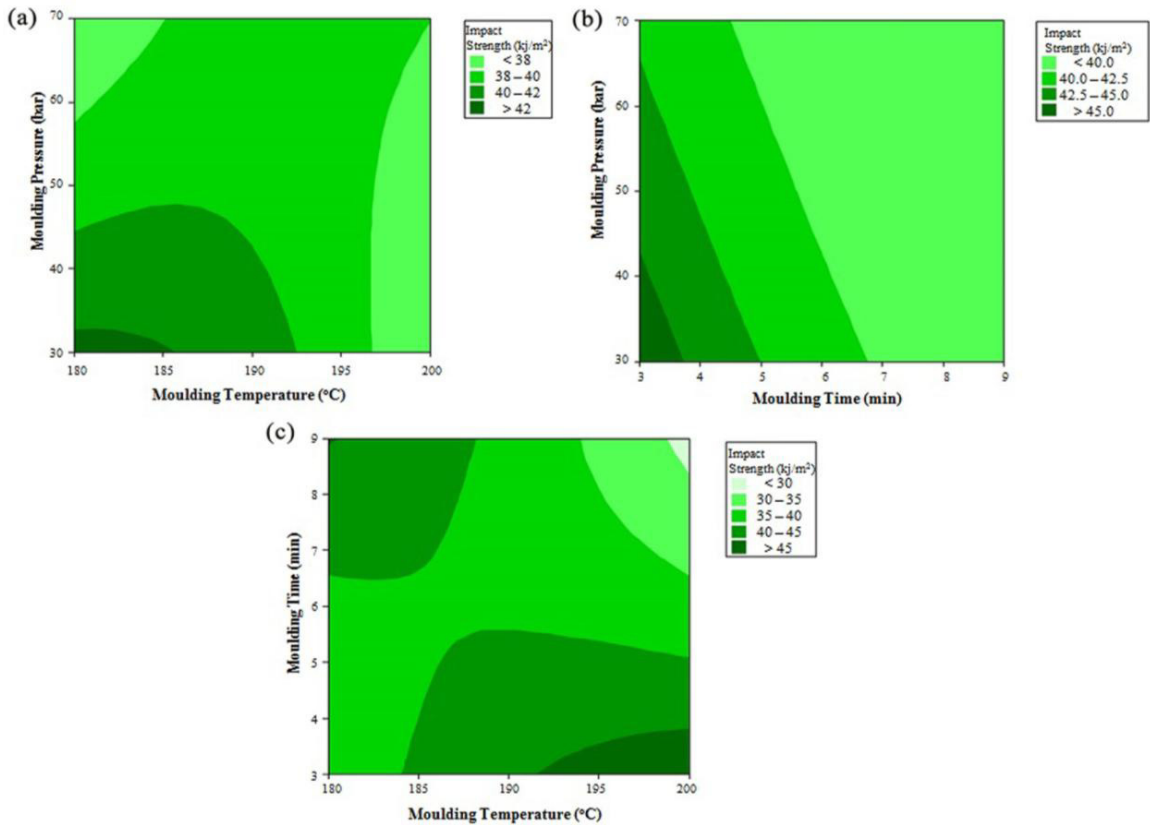 (a)
70
60
50
40
30
Moulding Pressure (bar)
180
185
190
195
200
Moulding Temperature (°C)
Impact
Strength (kj/m²)
< 38
38 – 40
40 – 42
> 42
(b)
70
60
50
40
30
Moulding Pressure (bar)
3
4
5
6
7
8
9
Moulding Time (min)
Impact
Strength (kj/m²)
< 40.0
40.0 – 42.5
42.5 – 45.0
> 45.0
(c)
9
8
7
6
5
4
3
Moulding Time (min)
180
185
190
195
200
Moulding Temperature (°C)
Impact
Strength (kj/m²)
< 30
30 – 35
35 – 40
40 – 45
> 45